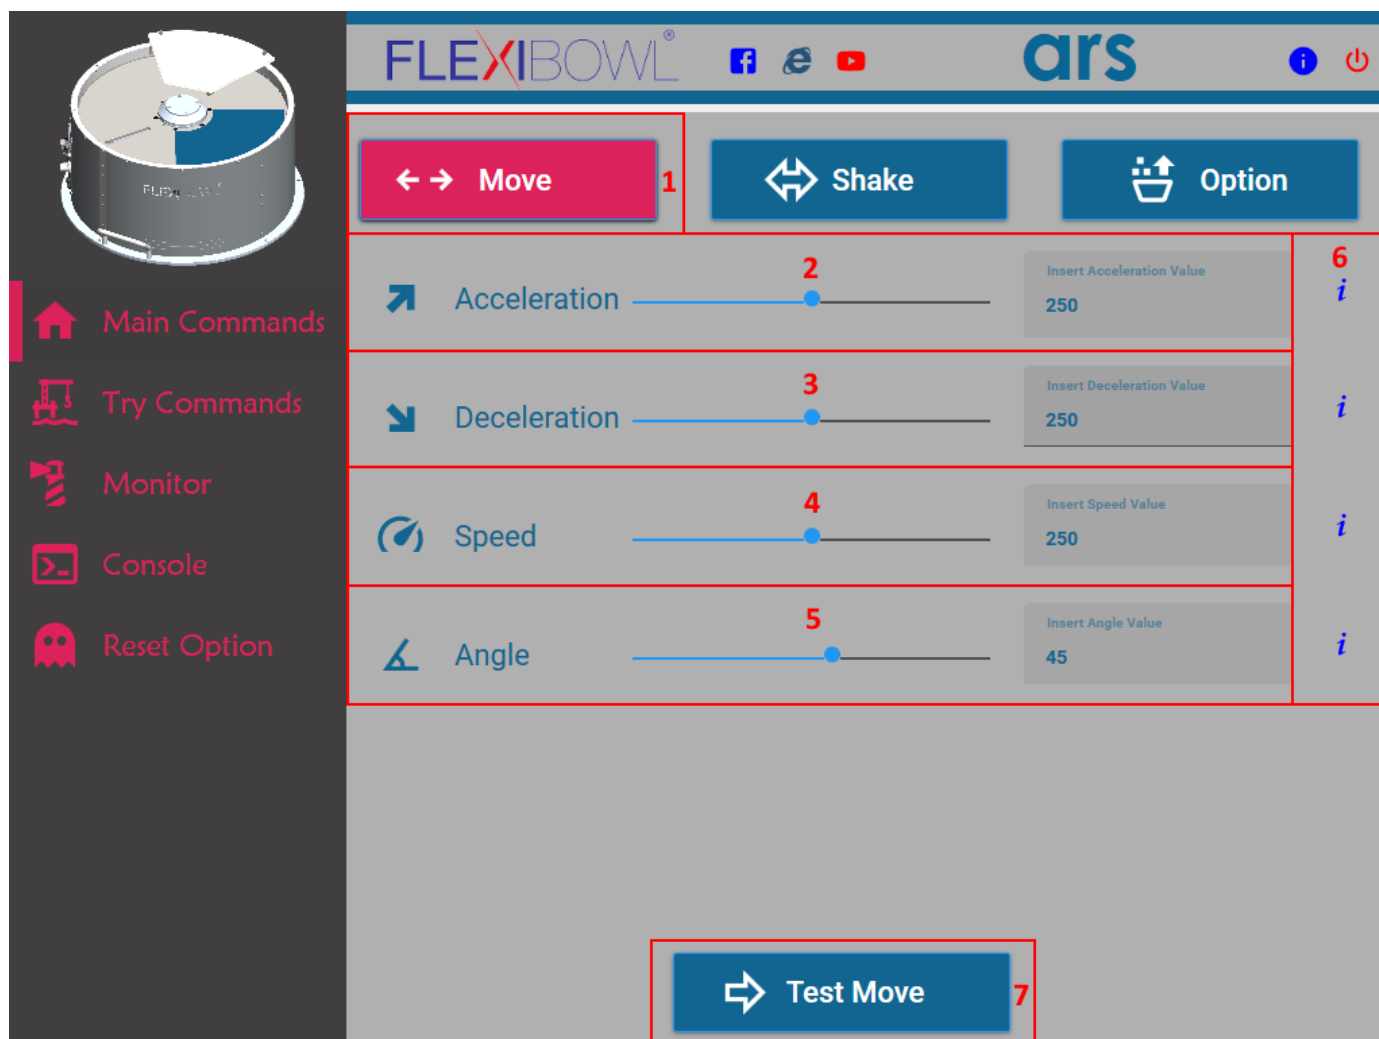 FLEXIBOWL®
ars
Move
1
Shake
Option
Main Commands
Try Commands
Monitor
Console
Reset Option
2
Acceleration
Insert Acceleration Value
250
6
i
3
Deceleration
Insert Deceleration Value
250
i
4
Speed
Insert Speed Value
250
i
5
Angle
Insert Angle Value
45
i
Test Move
7